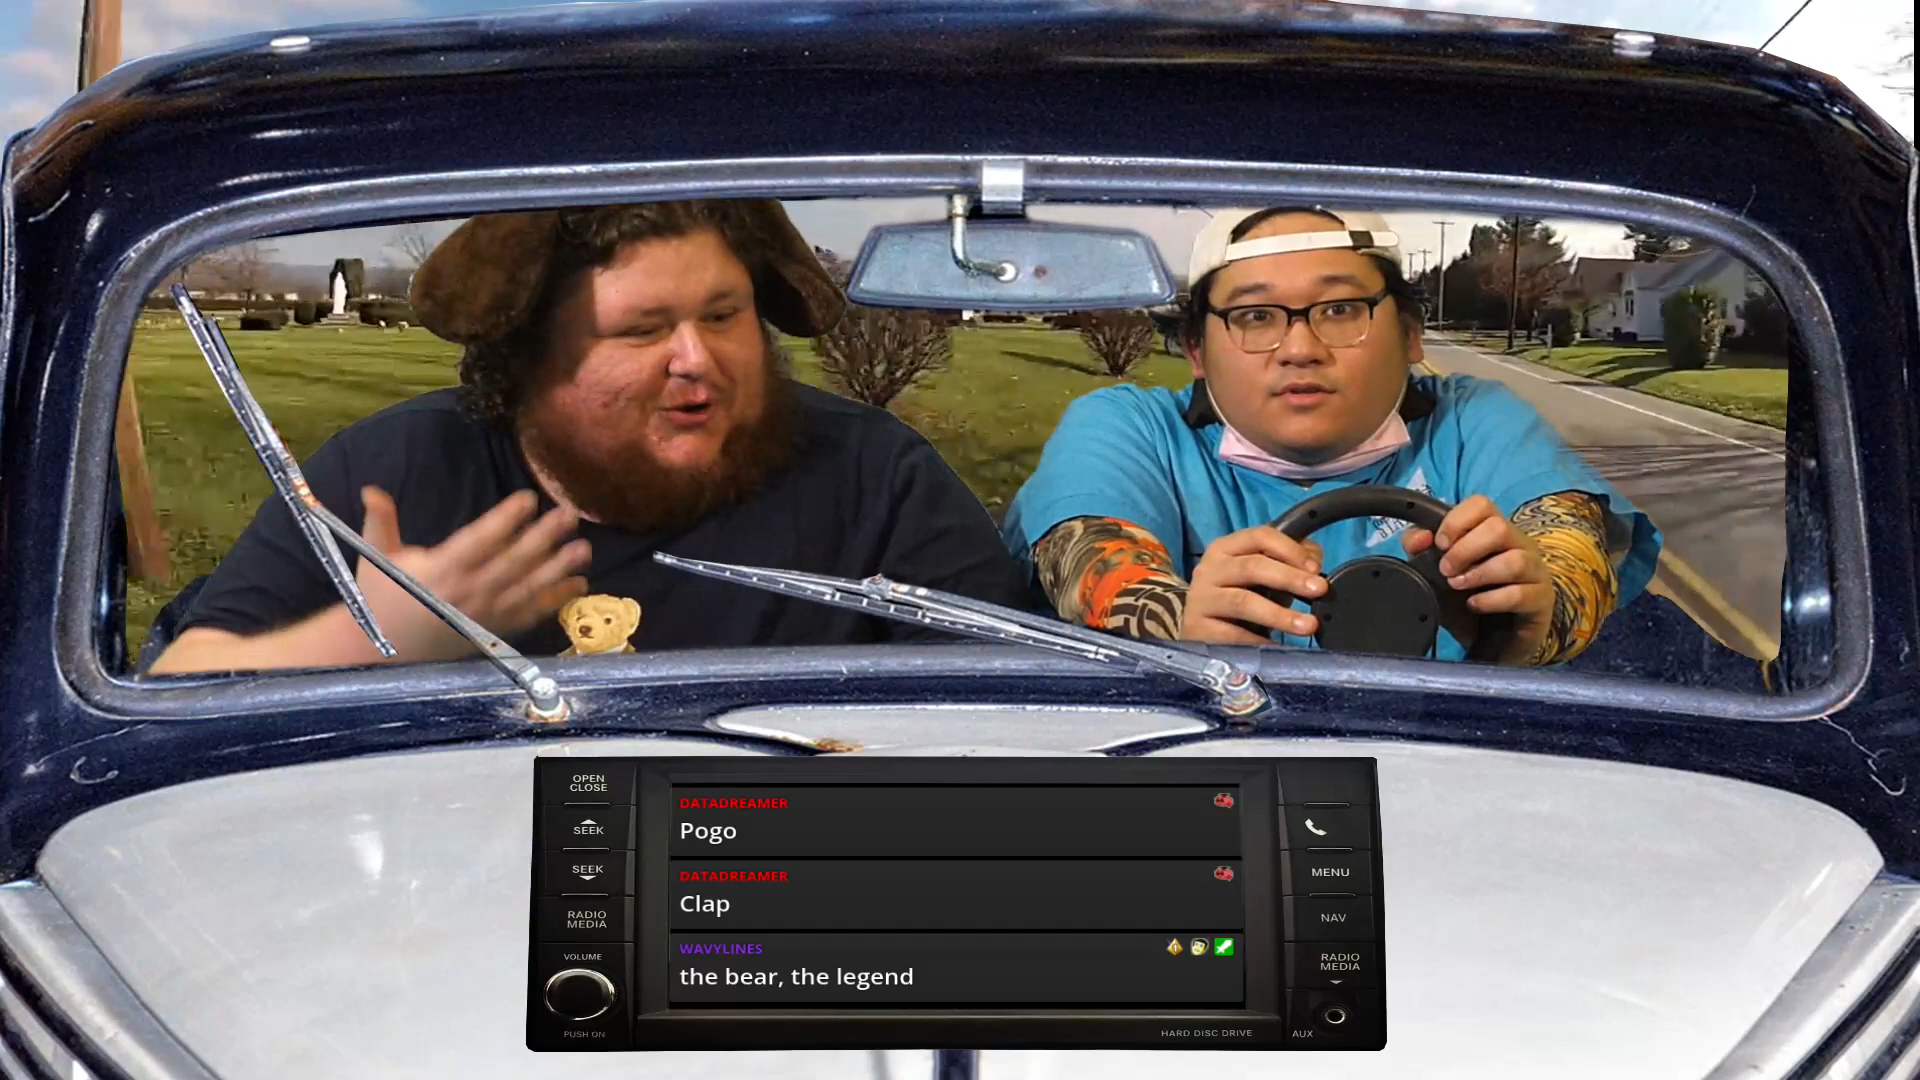 OPEN
CLOSE
SEEK
SEEK
RADIO
MEDIA
VOLUME
PUSH ON
DATADREAMER
Pogo
DATADREAMER
Clap
WAVYLINES
the bear, the legend
MENU
NAV
RADIO
MEDIA
HARD DISC DRIVE
AUX